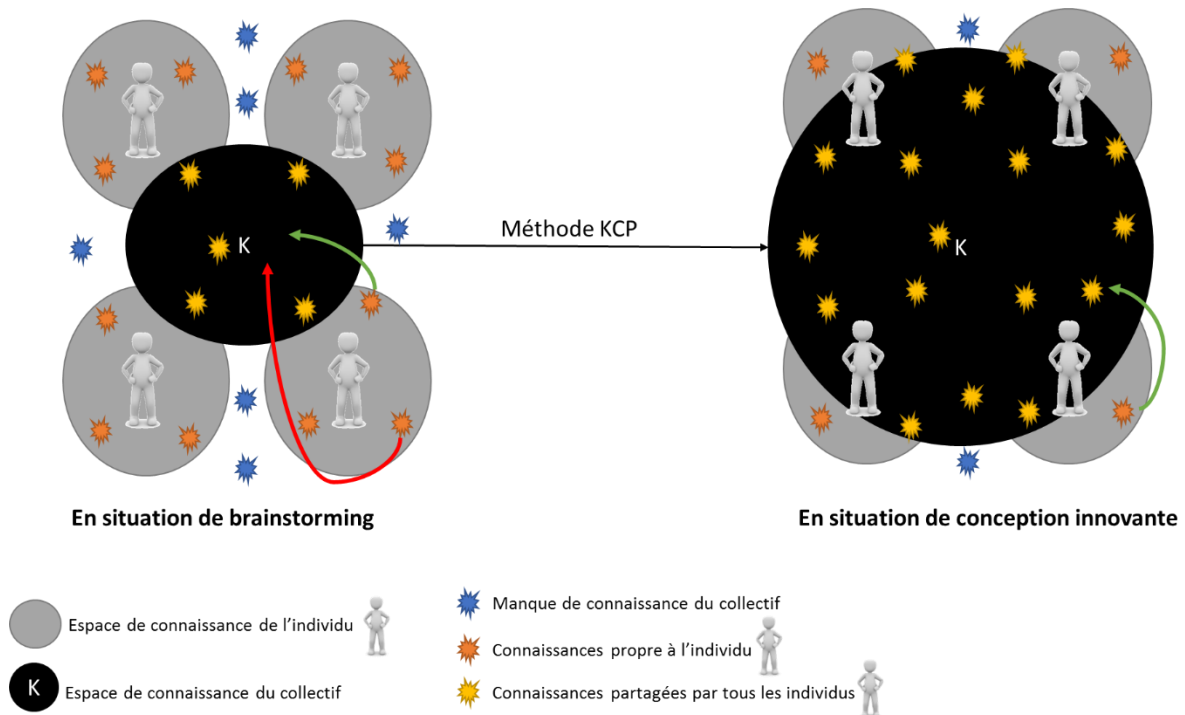 K
Méthode KCP
K
En situation de brainstorming
En situation de conception innovante
Espace de connaissance de l'individu
K
Espace de connaissance du collectif
Manque de connaissance du collectif
Connaissances propre à l'individu
Connaissances partagées par tous les individus